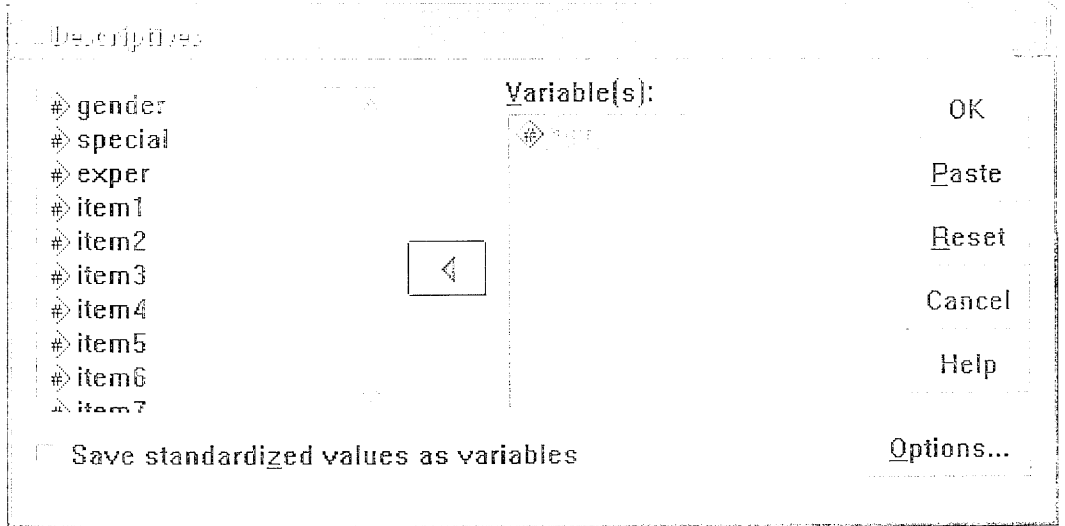 Descriptives
gender
special
exper
item1
item2
item3
item4
item5
item6
item7
Variable(s):
OK
Paste
Reset
Cancel
Help
Save standardized values as variables
Options...